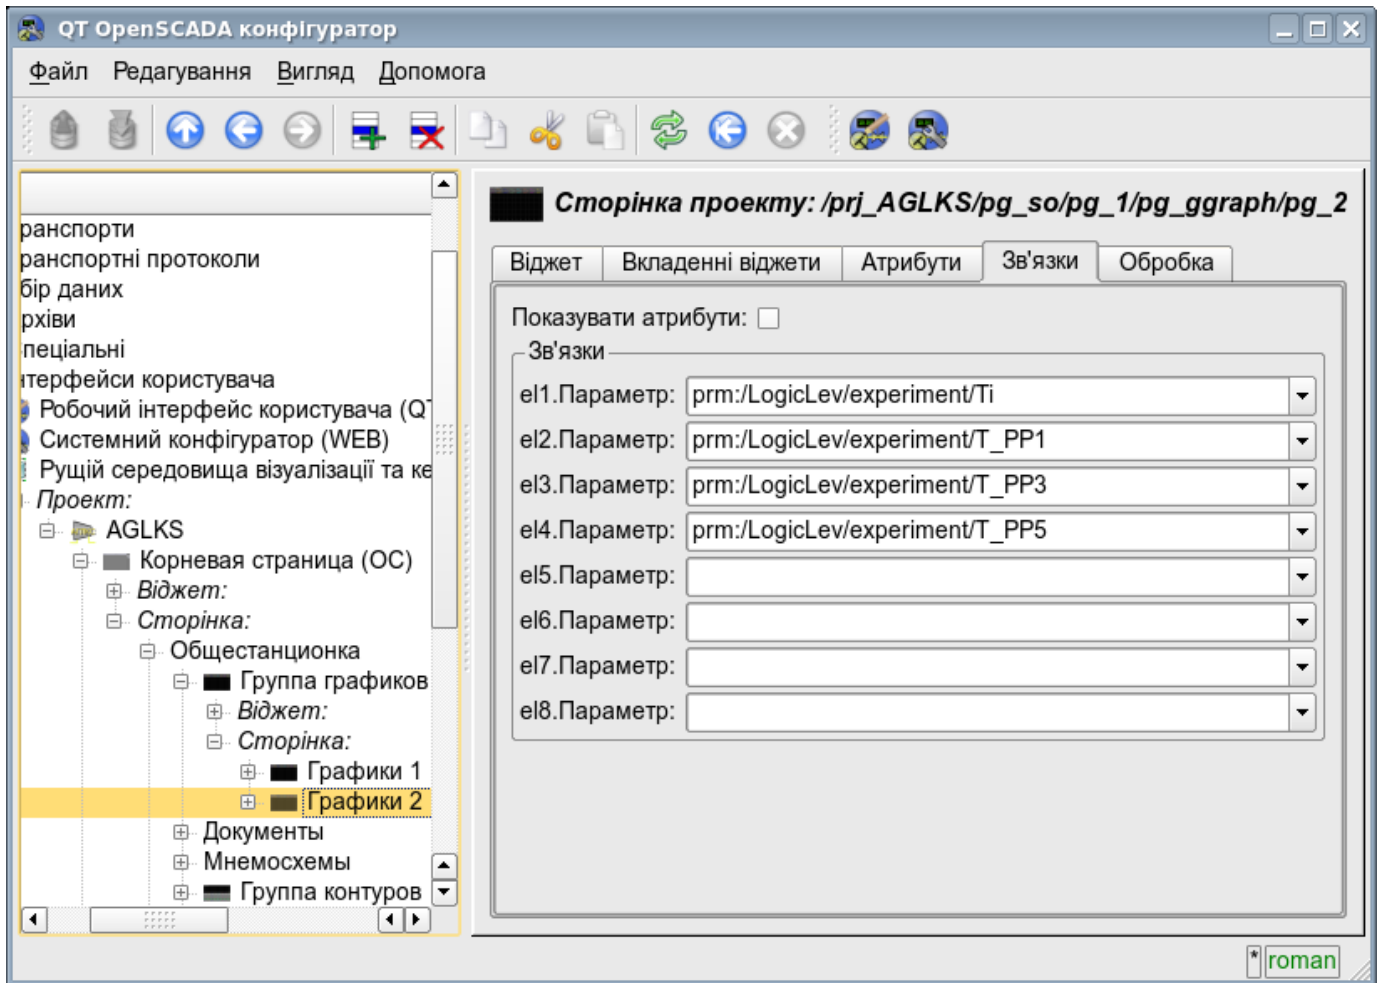 QT OpenSCADA конфігуратор
Файл Редагування Вигляд Допомога
ранспорти
ранспортні протоколи
бір даних
рхіви
пеціальні
нтерфейси користувача
Робочий інтерфейс користувача (QT
Системний конфігуратор (WEB)
Рущій середовища візуалізації та ке
Проект:
AGLKS
Корневая страница (ОС)
Віджет:
Сторінка:
Общестанционка
Группа графиков
Віджет:
Сторінка:
Графики 1
Графики 2
Документы
Мнемосхемы
Группа контуров
Сторінка проекту: /prj_AGLKS/pg_so/pg_1/pg_ggraph/pg_2
Віджет Вкладенні віджети Атрибути Зв'язки Обробка
Показувати атрибути:
Зв'язки
el1.Параметр: prm:/LogicLev/experiment/Ti
el2.Параметр: prm:/LogicLev/experiment/T_PP1
el3.Параметр: prm:/LogicLev/experiment/T_PP3
el4.Параметр: prm:/LogicLev/experiment/T_PP5
el5.Параметр:
el6.Параметр:
el7.Параметр:
el8.Параметр:
* roman